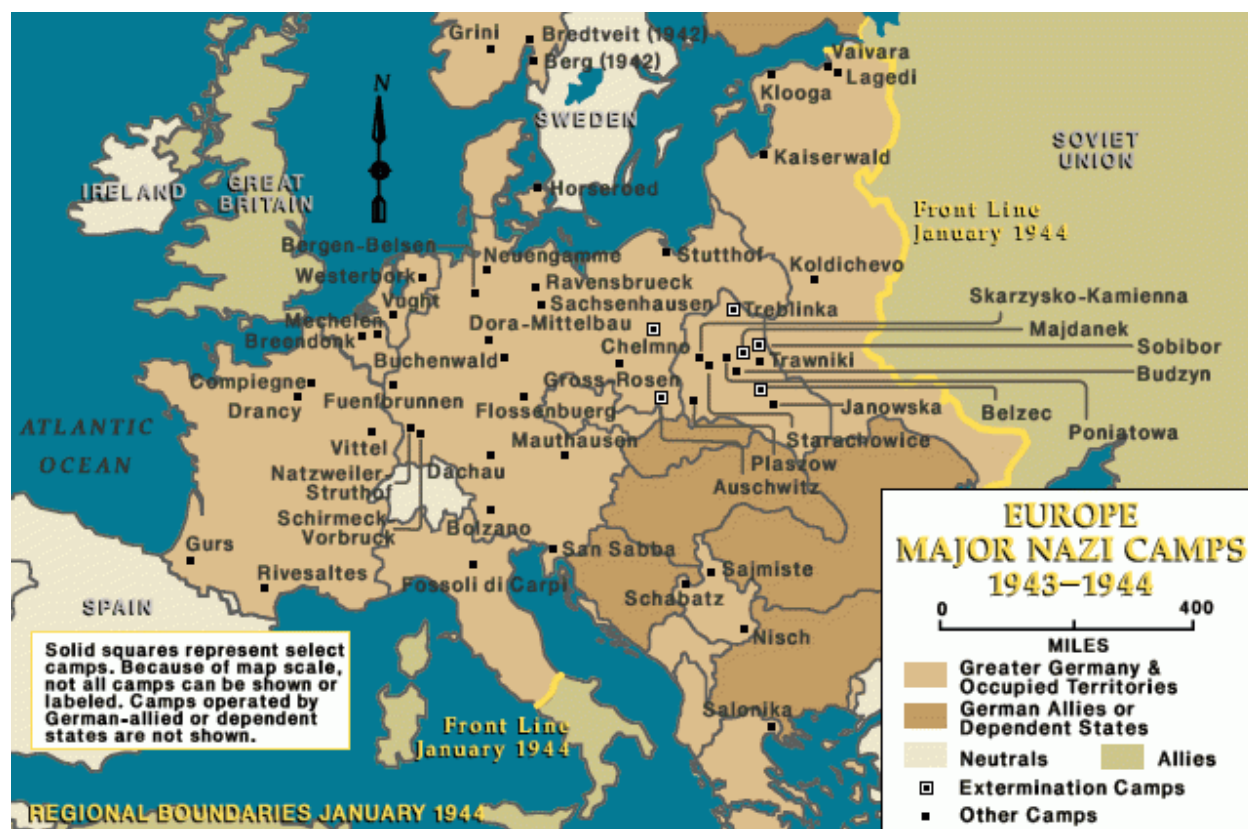 Grini
Bredtveit (1942)
Berg (1942)
Vaivara
Lagedi
Klooga
N
SWEDEN
SOVIET
UNION
Kaiserwald
IRELAND
GREAT
BRITAIN
Horseroed
Front Line
January 1944
Bergen-Belsen
Neuengamme
Stutthof
Westerbork
Ravensbrueck
Koldichevo
Vught
Sachsenhausen
Treblinka
Skarzysko-Kamienna
Mechelen
Dora-Mittelbau
Majdanek
Breendonk
Chelmno
Sobibor
Buchenwald
Trawniki
Budzyn
Compiegne
Gross-Rosen
Drancy
Fuenfbrunnen
Flossenbuerg
Janowska
Belzec
ATLANTIC
OCEAN
Vittel
Mauthausen
Starachowice
Poniatowa
Natzweiler
Struthof
Dachau
Plaszow
Auschwitz
Schirmeck
Vorbruck
Bolzano
Gurs
San Sabba
Rivesaltes
Fossoli di Carpi
Sajmiste
Schabatz
SPAIN
Nisch
Salonika
Front Line
January 1944
Solid squares represent select
camps. Because of map scale,
not all camps can be shown or
labeled. Camps operated by
German-allied or dependent
states are not shown.
REGIONAL BOUNDARIES JANUARY 1944
EUROPE
MAJOR NAZI CAMPS
1943–1944
0 400
MILES
Greater Germany &
Occupied Territories
German Allies or
Dependent States
Neutrals Allies
Extermination Camps
Other Camps